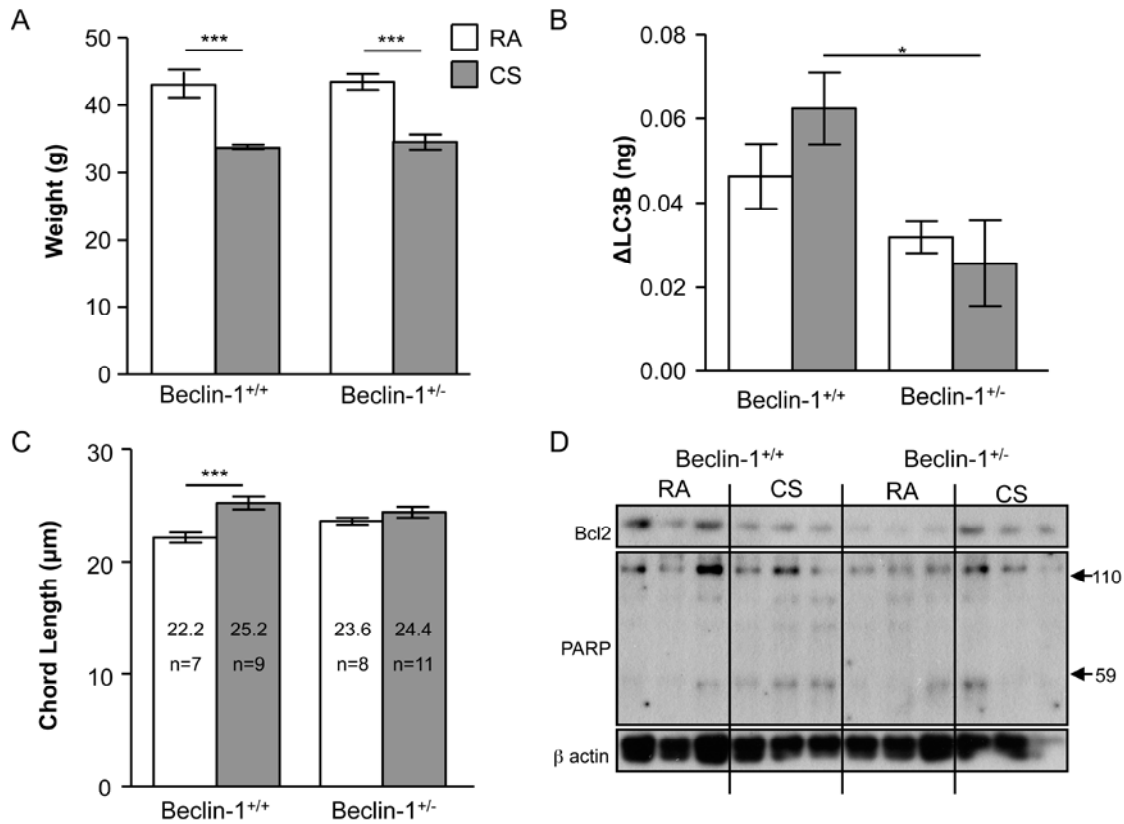 A
50
40
30
20
10
0
Weight (g)
***
***
RA
CS
Beclin-1+/+
Beclin-1+/-
B
0.08
0.06
0.04
0.02
0.00
ΔLC3B (ng)
*
Beclin-1+/+
Beclin-1+/-
C
30
20
10
0
Chord Length (µm)
***
22.2 25.2 23.6 24.4
n=7 n=9 n=8 n=11
Beclin-1+/+
Beclin-1+/-
D
Beclin-1+/+ Beclin-1+/-
RA CS RA CS
Bcl2
110
PARP
59
β actin